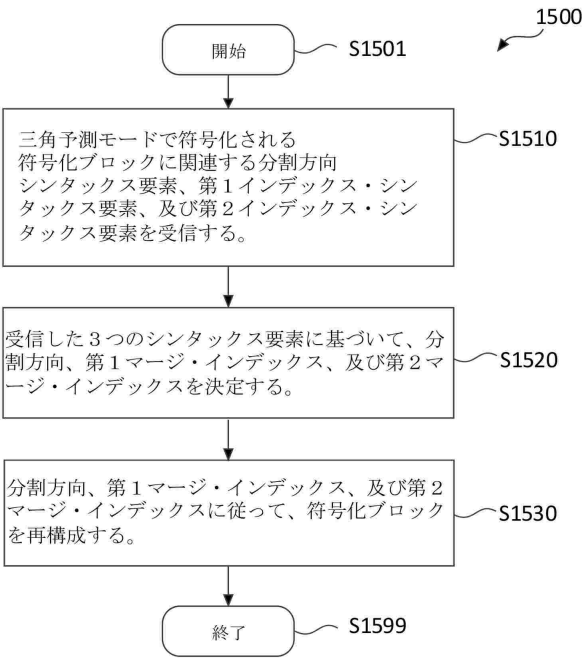 1500
開始
S1501
三角予測モードで符号化される
符号化ブロックに関連する分割方向
シンタックス要素、第１インデックス・シン
タックス要素、及び第２インデックス・シン
タックス要素を受信する。
S1510
受信した３つのシンタックス要素に基づいて、分
割方向、第１マージ・インデックス、及び第２マ
ージ・インデックスを決定する。
S1520
分割方向、第１マージ・インデックス、及び第２
マージ・インデックスに従って、符号化ブロック
を再構成する。
S1530
終了
S1599